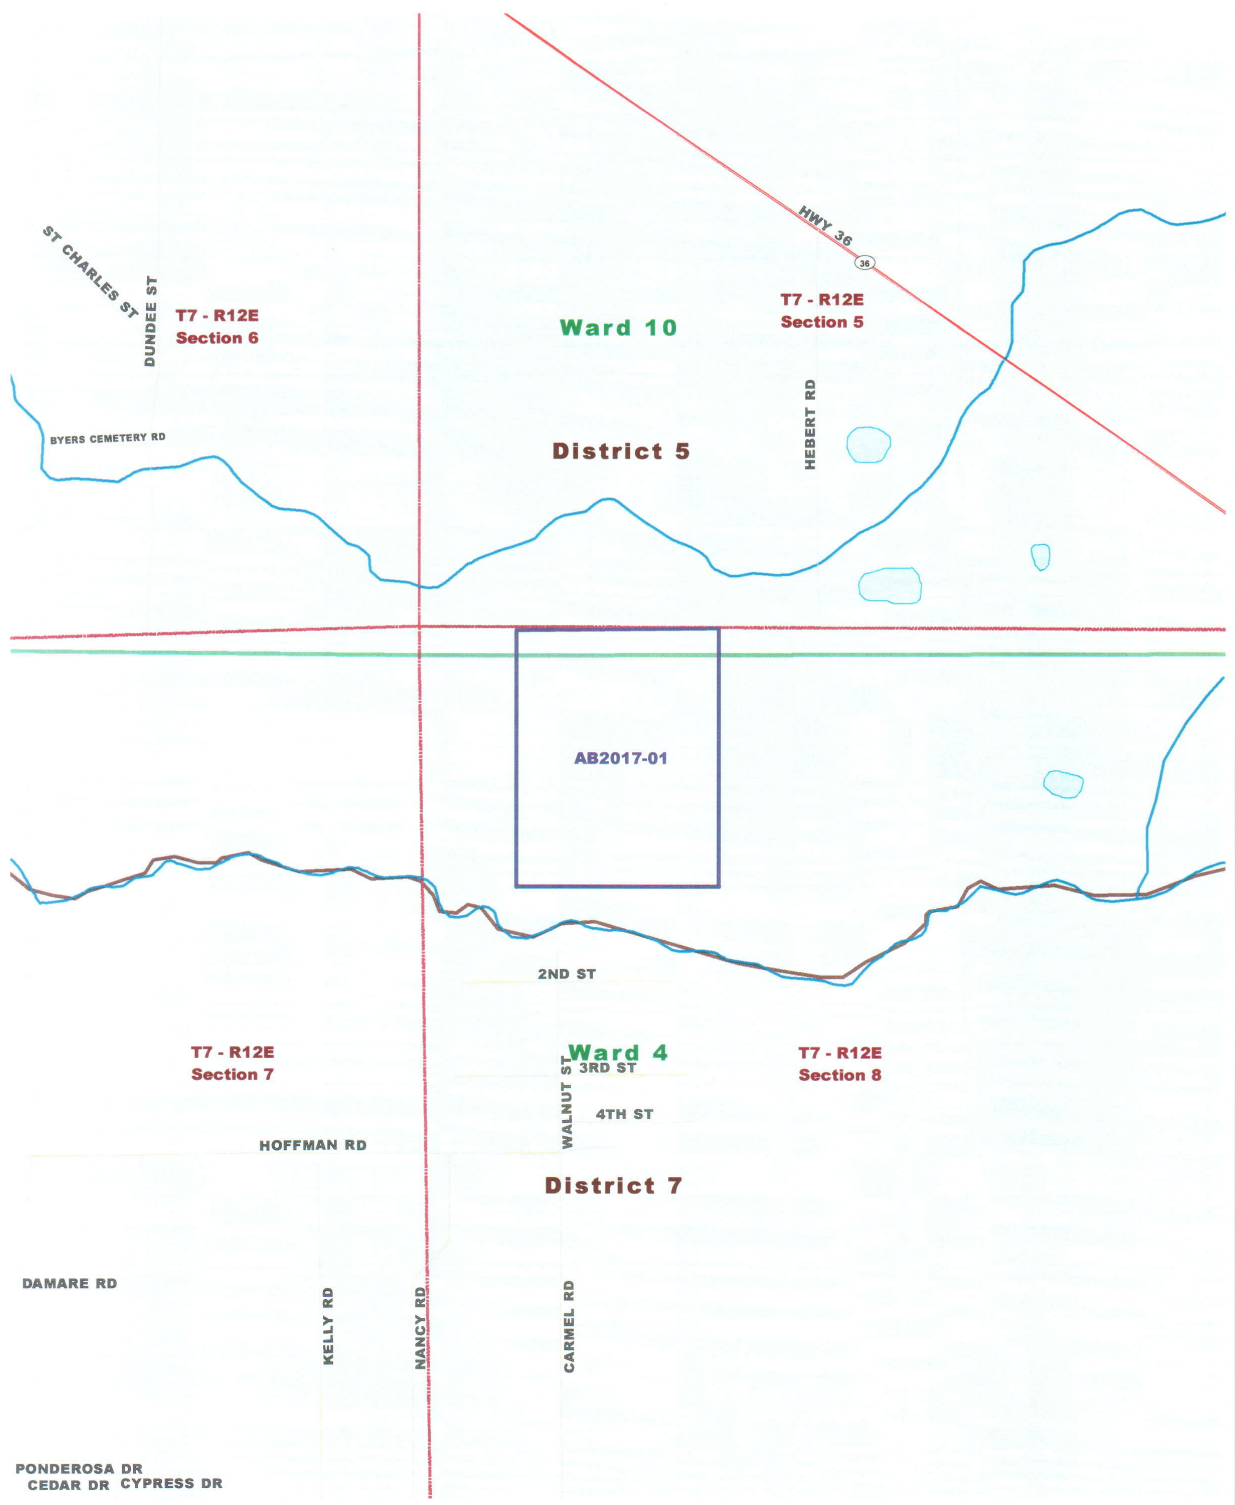 HWY 36
36
ST CHARLES ST
DUNDEE ST
T7 - R12E
Section 6
Ward 10
T7 - R12E
Section 5
HEBERT RD
BYERS CEMETERY RD
District 5
AB2017-01
2ND ST
T7 - R12E
Section 7
Ward 4
WALNUT ST
3RD ST
T7 - R12E
Section 8
4TH ST
HOFFMAN RD
District 7
DAMARE RD
KELLY RD
NANCY RD
CARMEL RD
PONDEROSA DR
CEDAR DR
CYPRESS DR